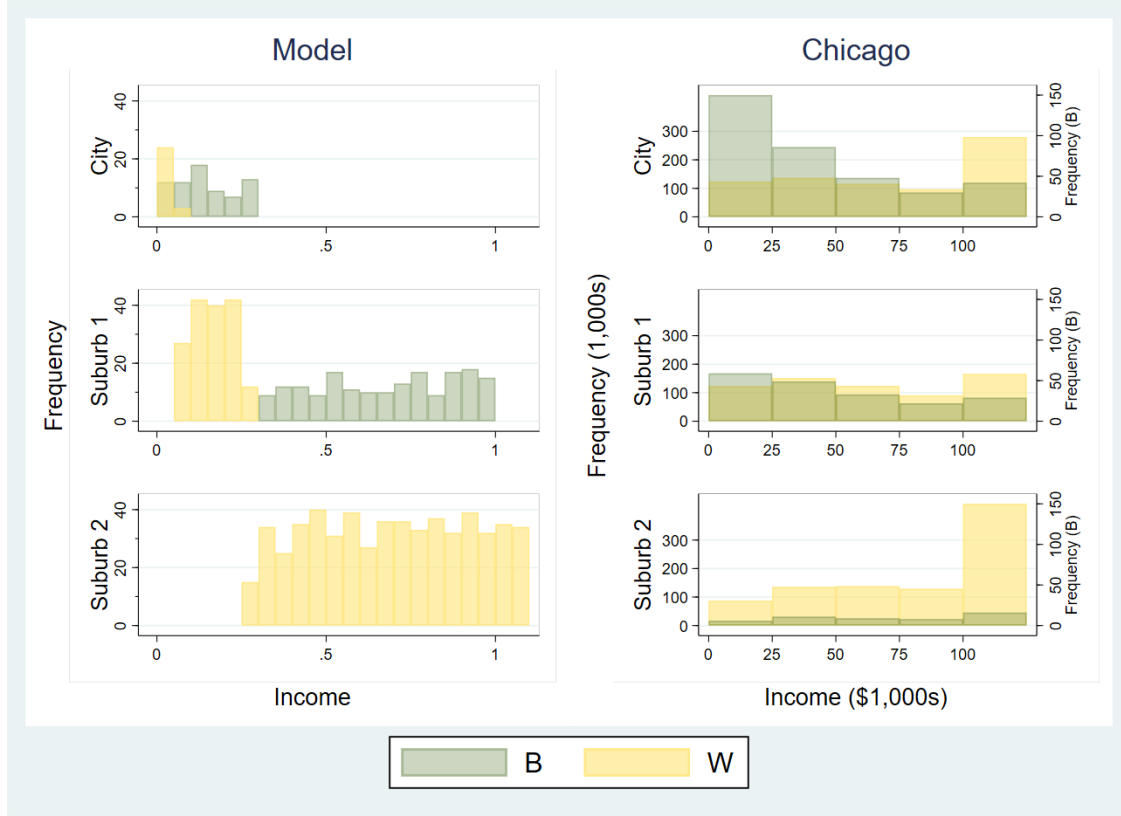 Model
Chicago
Frequency
City
40
20
0
0 .5 1
Suburb 1
40
20
0
0 .5 1
Suburb 2
40
20
0
0 .5 1
Income
Frequency (1,000s)
City
300
200
100
0
150
100
50
0
Frequency (B)
0 25 50 75 100
Suburb 1
300
200
100
0
150
100
50
0
Frequency (B)
0 25 50 75 100
Suburb 2
300
200
100
0
150
100
50
0
Frequency (B)
0 25 50 75 100
Income ($1,000s)
B W